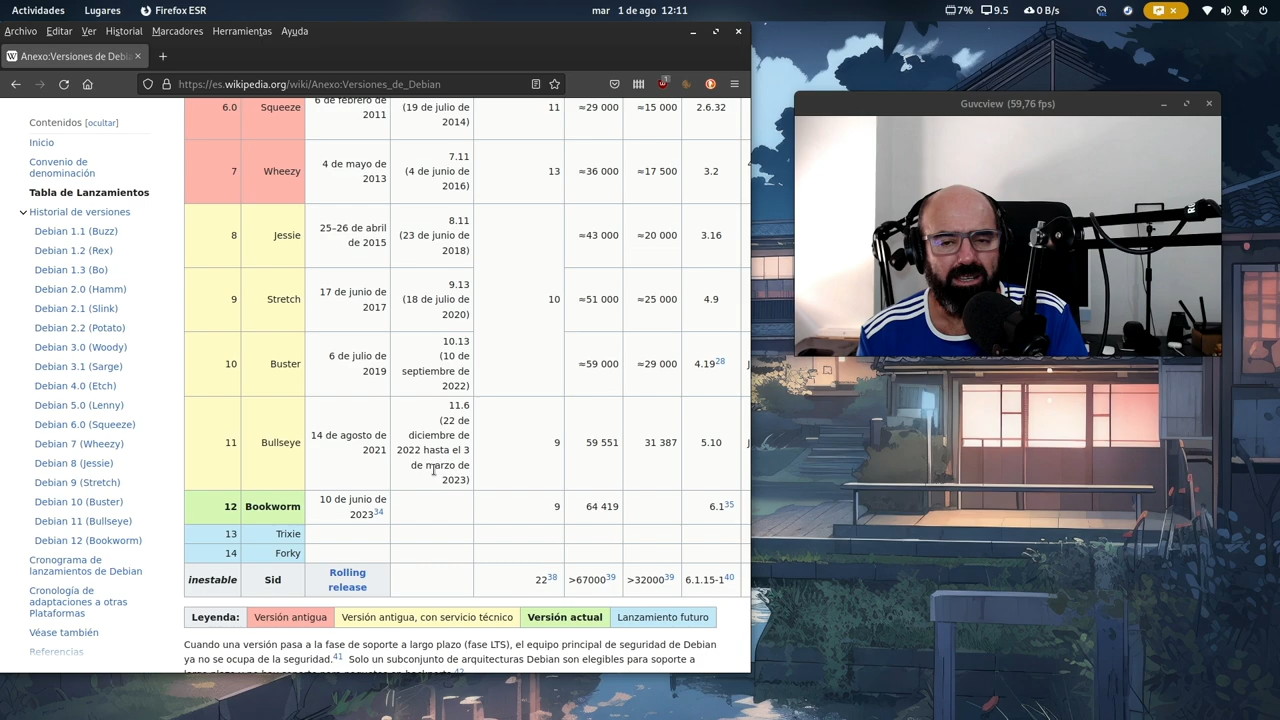 Actividades Lugares Firefox ESR mar 1 de ago 12:11 7% 9.5 0 B/s
Archivo Editar Ver Historial Marcadores Herramientas Ayuda
Anexo:Versiones de Debia
https://es.wikipedia.org/wiki/Anexo:Versiones_de_Debian
1
Contenidos [ocultar]
Inicio
Convenio de
denominación
Tabla de Lanzamientos
Historial de versiones
Debian 1.1 (Buzz)
Debian 1.2 (Rex)
Debian 1.3 (Bo)
Debian 2.0 (Hamm)
Debian 2.1 (Slink)
Debian 2.2 (Potato)
Debian 3.0 (Woody)
Debian 3.1 (Sarge)
Debian 4.0 (Etch)
Debian 5.0 (Lenny)
Debian 6.0 (Squeeze)
Debian 7 (Wheezy)
Debian 8 (Jessie)
Debian 9 (Stretch)
Debian 10 (Buster)
Debian 11 (Bullseye)
Debian 12 (Bookworm)
Cronograma de
lanzamientos de Debian
Cronología de
adaptaciones a otras
Plataformas
Véase también
Referencias
6.0 Squeeze 6 de febrero de 2011 (19 de julio de 2014) 11 ≈29 000 ≈15 000 2.6.32
7 Wheezy 4 de mayo de 2013 7.11 (4 de junio de 2016) 13 ≈36 000 ≈17 500 3.2
8 Jessie 25–26 de abril de 2015 8.11 (23 de junio de 2018) ≈43 000 ≈20 000 3.16
9 Stretch 17 de junio de 2017 9.13 (18 de julio de 2020) 10 ≈51 000 ≈25 000 4.9
10 Buster 6 de julio de 2019 10.13 (10 de septiembre de 2022) ≈59 000 ≈29 000 4.19 28
11 Bullseye 14 de agosto de 2021 11.6 (22 de diciembre de 2022 hasta el 3 de marzo de 2023) 9 59 551 31 387 5.10
12 Bookworm 10 de junio de 2023 34 9 64 419 6.1 35
13 Trixie
14 Forky
inestable Sid Rolling release 22 38 >67000 39 >32000 39 6.1.15-1 40
Leyenda: Versión antigua Versión antigua, con servicio técnico Versión actual Lanzamiento futuro
Cuando una versión pasa a la fase de soporte a largo plazo (fase LTS), el equipo principal de seguridad de Debian
ya no se ocupa de la seguridad. 41 Solo un subconjunto de arquitecturas Debian son elegibles para soporte a
Guvcview (59,76 fps)